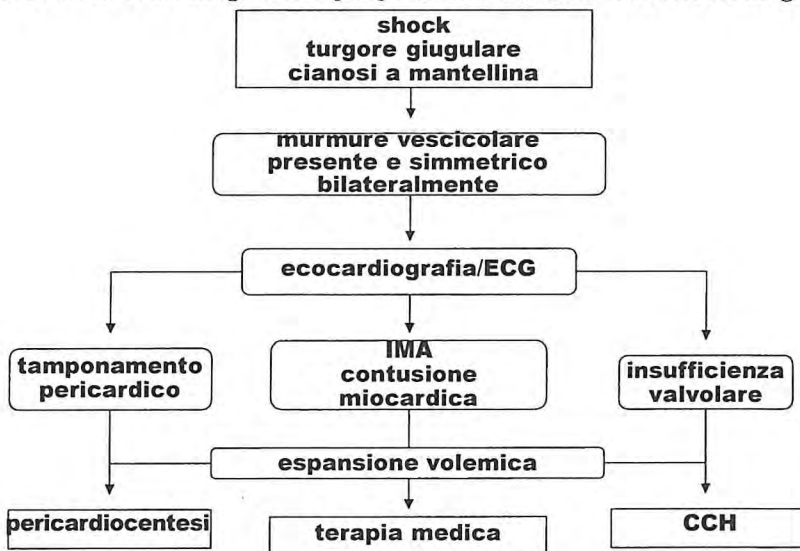 shock
turgore giugulare
cianosi a mantellina
murmure vescicolare
presente e simmetrico
bilateralmente
ecocardiografia/ECG
tamponamento
pericardico
IMA
contusione
miocardica
insufficienza
valvolare
espansione volemica
pericardiocentesi
terapia medica
CCH